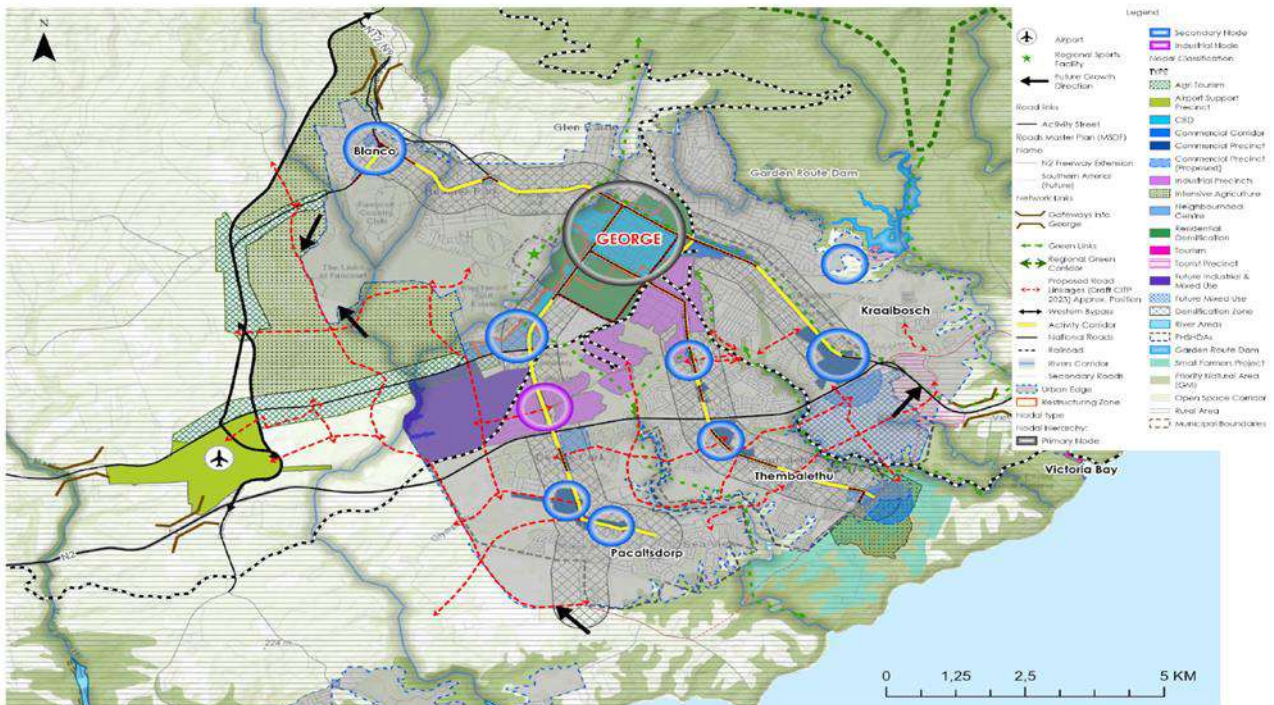 N
Legend
Airport
Regional Sports
Facility
Future Growth
Direction
Road links
Activity Street
Roads Master Plan (MSDF)
Name
N2 Freeway Extension
Southern Arterial
(Future)
Network Links
Gateways into
George
Green Links
Regional Green
Corridor
Proposed Road
Linkages (Draft CITP
2023) Approx. Position
Western Bypass
Activity Corridor
National Roads
Railroad
Rivers Corridor
Secondary Roads
Urban Edge
Restructuring Zone
Nodal type
Nodal Hierarchy:
Primary Node
Secondary Node
Industrial Node
Nodal Classification
TYPE
Agri Tourism
Airport Support
Precinct
CBD
Commercial Corridor
Commercial Precinct
Commercial Precinct
(Proposed)
Industrial Precincts
Intensive Agriculture
Neighbourhood
Centre
Residential
Densification
Tourism
Tourist Precinct
Future Industrial &
Mixed Use
Future Mixed Use
Densification Zone
River Areas
PHSHDAs
Garden Route Dam
Small Farmers Project
Priority Natural Area
(GM)
Open Space Corridor
Rural Area
Municipal Boundaries
Blanco
Garden Route Dam
GEORGE
The Links
at Fancourt
Kraaibosch
Thembalethu
Victoria Bay
Pacaltsdorp
N2
224 m
0 1,25 2,5 5 KM